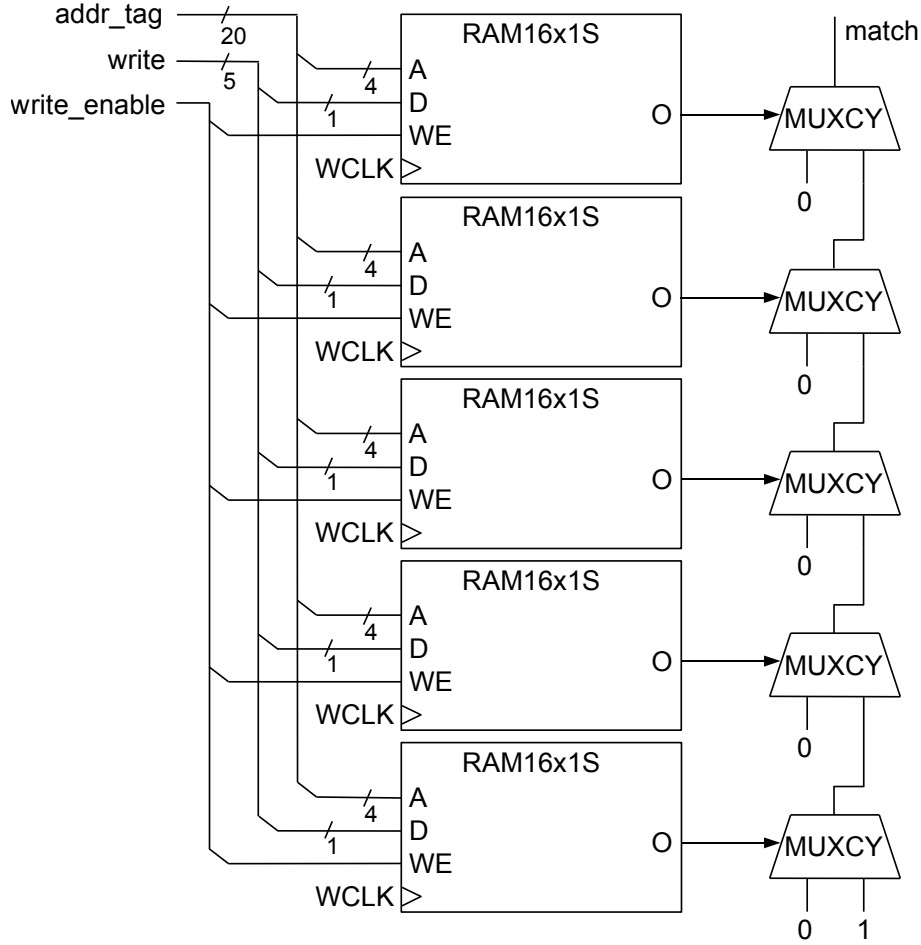 addr_tag
20
write
5
write_enable
RAM16x1S
A
4
D
1
WE
WCLK
O
MUXCY
match
0
RAM16x1S
A
4
D
1
WE
WCLK
O
MUXCY
0
RAM16x1S
A
4
D
1
WE
WCLK
O
MUXCY
0
RAM16x1S
A
4
D
1
WE
WCLK
O
MUXCY
0
RAM16x1S
A
4
D
1
WE
WCLK
O
MUXCY
0 1